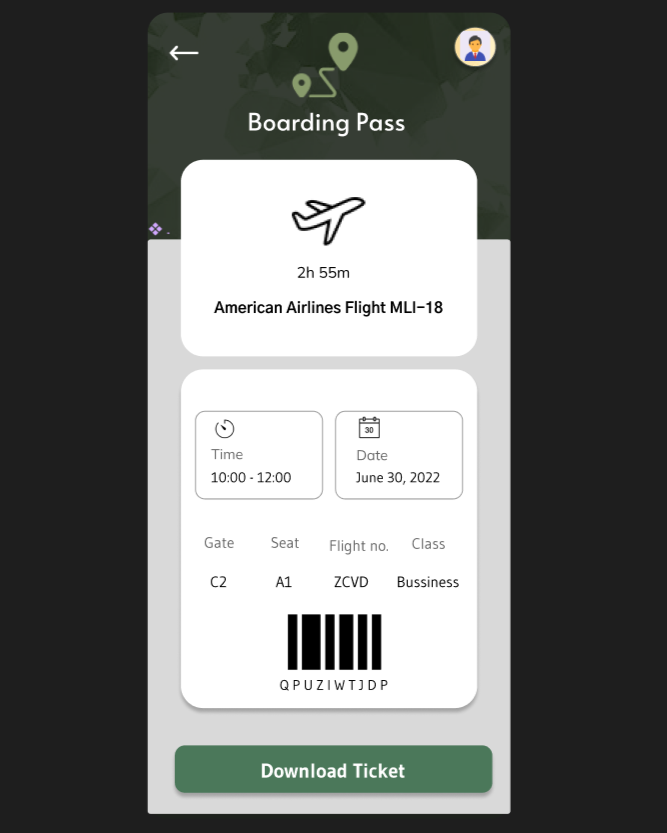 Boarding Pass
2h 55m
American Airlines Flight MLI-18
30
Time
10:00 - 12:00
Date
June 30, 2022
Gate Seat Flight no. Class
C2 A1 ZCVD Bussiness
QPUZIWTJDP
Download Ticket